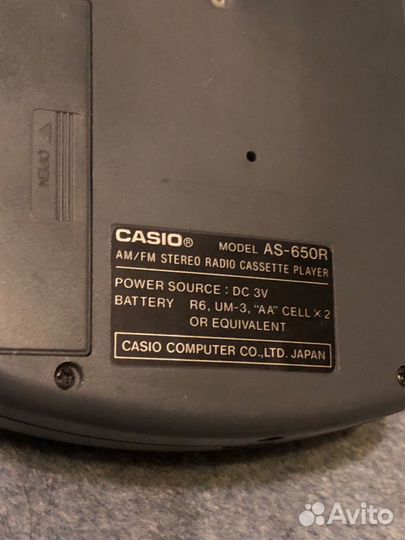 OPEN
CASIO® MODEL AS-650R
AM/FM STEREO RADIO CASSETTE PLAYER
POWER SOURCE : DC 3V
BATTERY R6, UM-3, "AA" CELL × 2
OR EQUIVALENT
CASIO COMPUTER CO., LTD. JAPAN
Avito